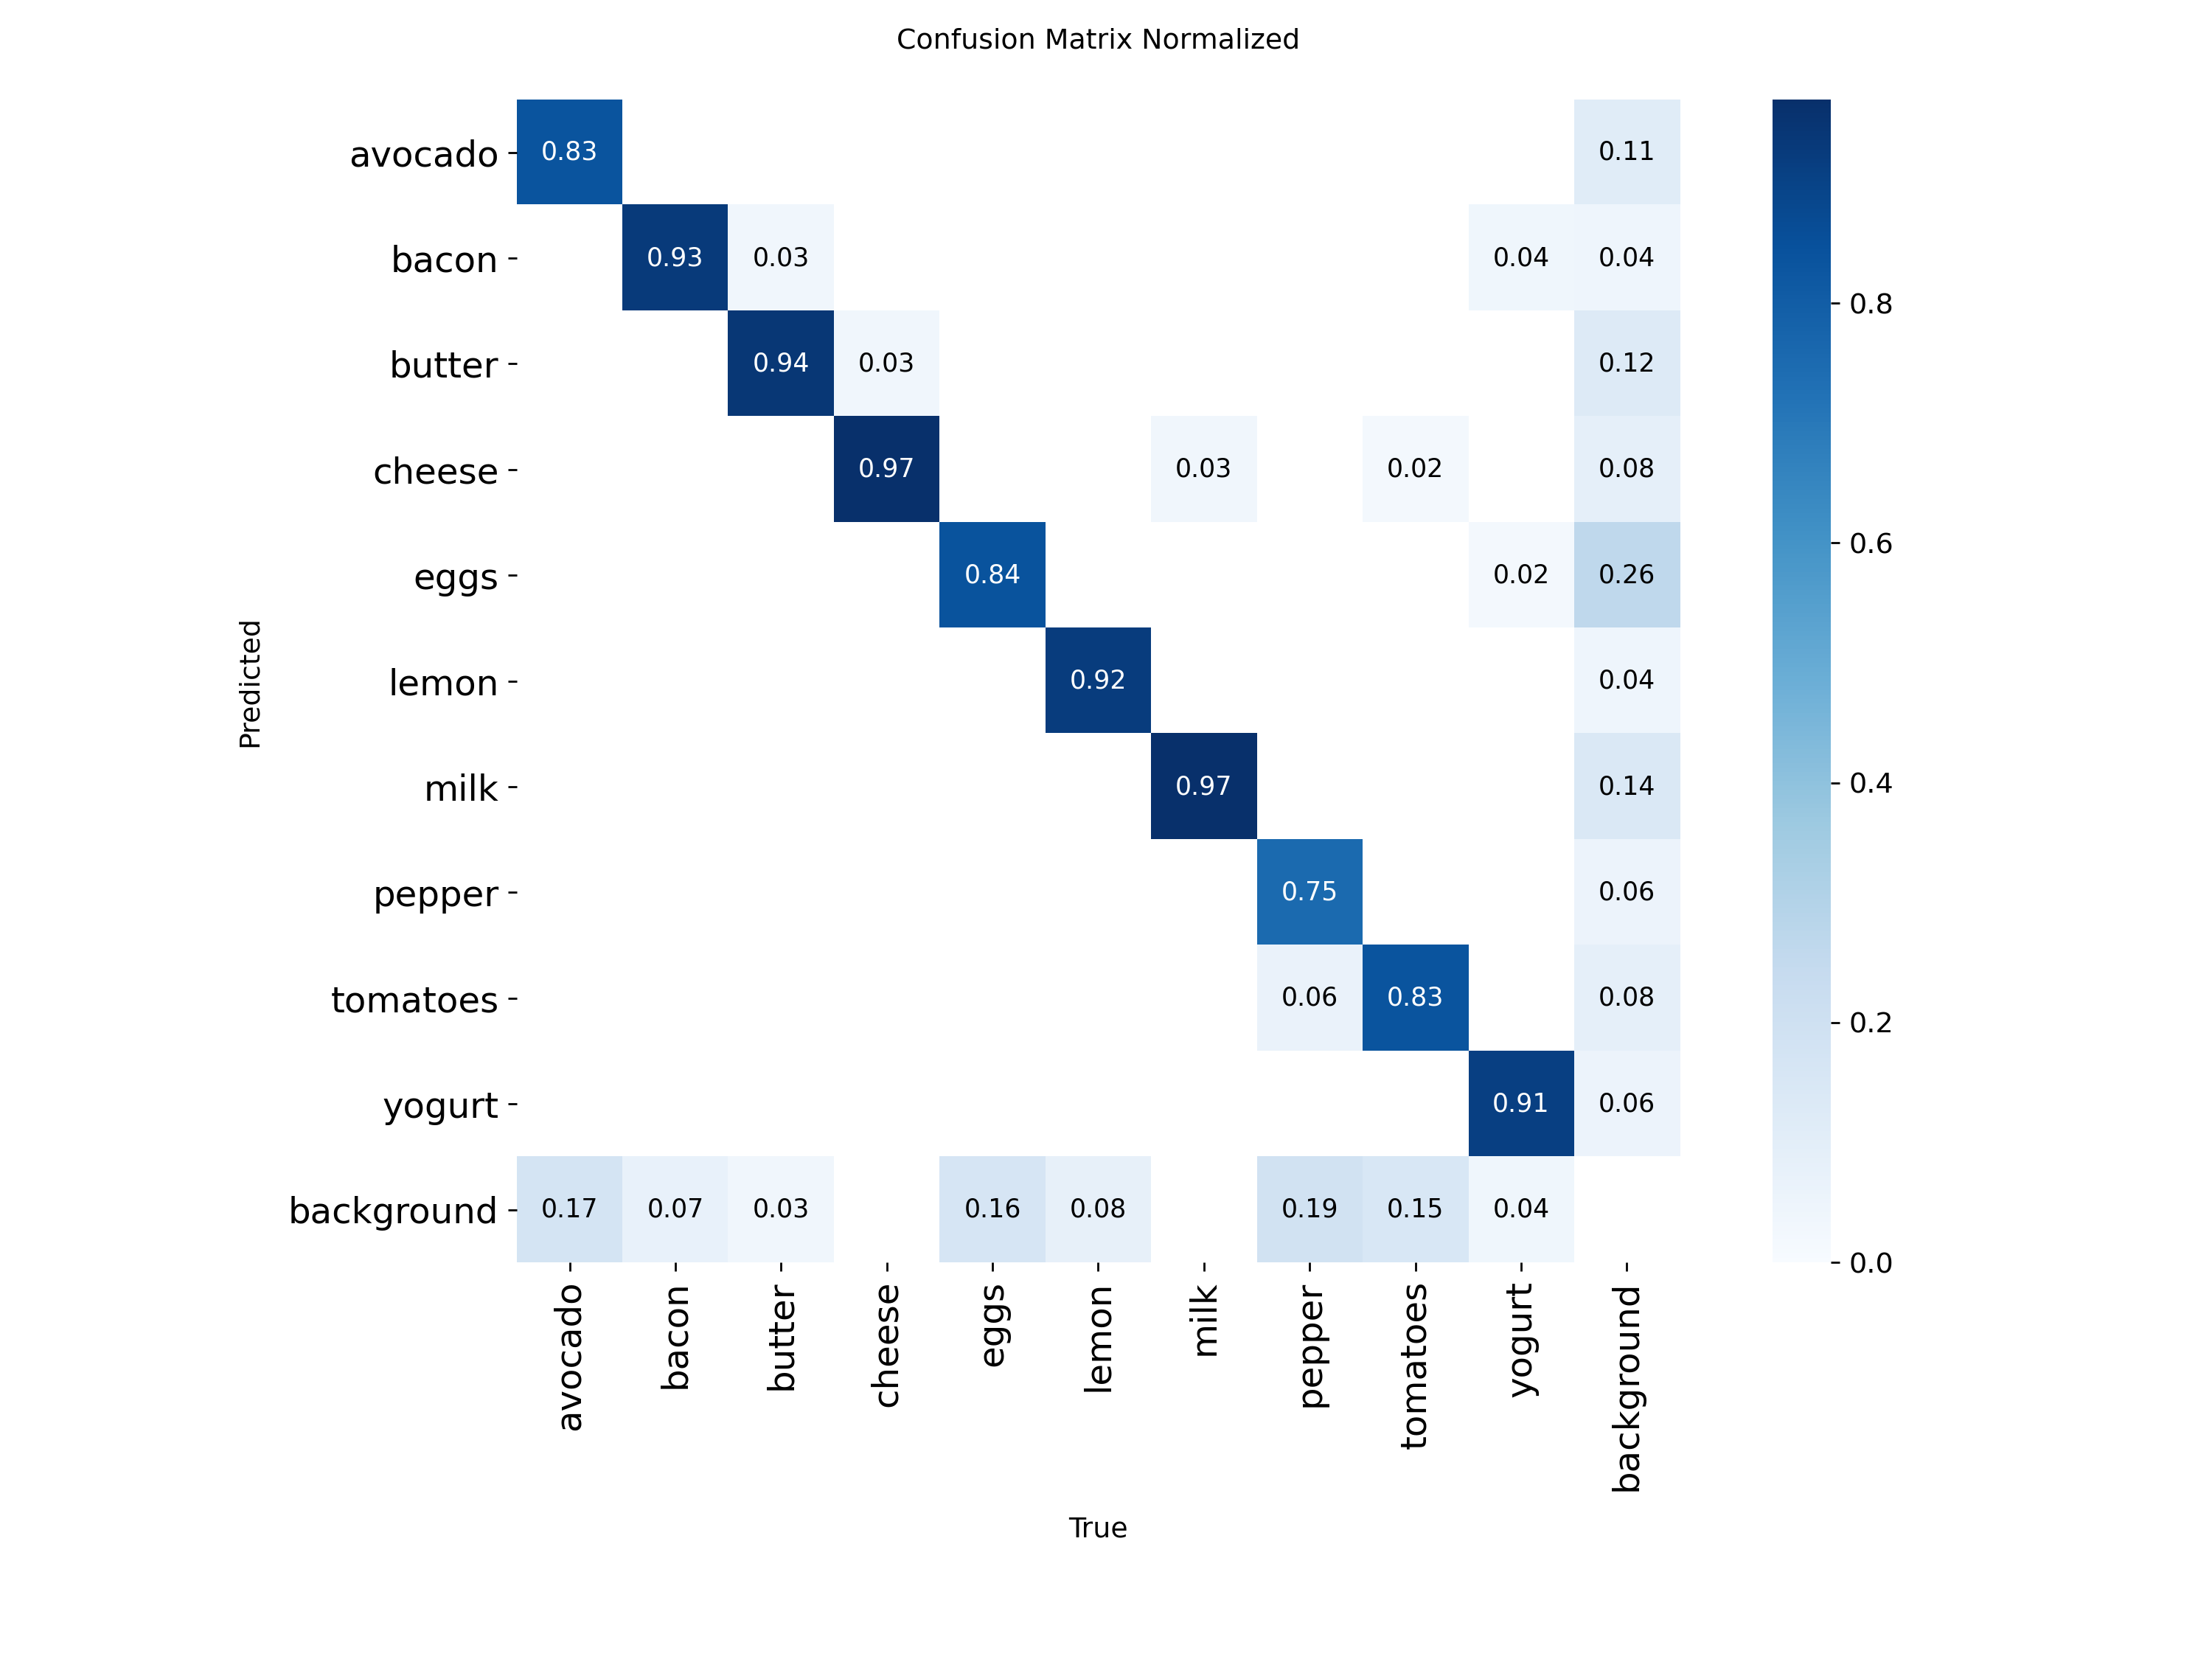 Confusion Matrix Normalized
avocado 0.83 0.11
bacon 0.93 0.03 0.04 0.04
0.8
butter 0.94 0.03 0.12
cheese 0.97 0.03 0.02 0.08
0.6
eggs 0.84 0.02 0.26
Predicted
lemon 0.92 0.04
milk 0.97 0.14
0.4
pepper 0.75 0.06
tomatoes 0.06 0.83 0.08
0.2
yogurt 0.91 0.06
background 0.17 0.07 0.03 0.16 0.08 0.19 0.15 0.04
0.0
avocado bacon butter cheese eggs lemon milk pepper tomatoes yogurt background
True